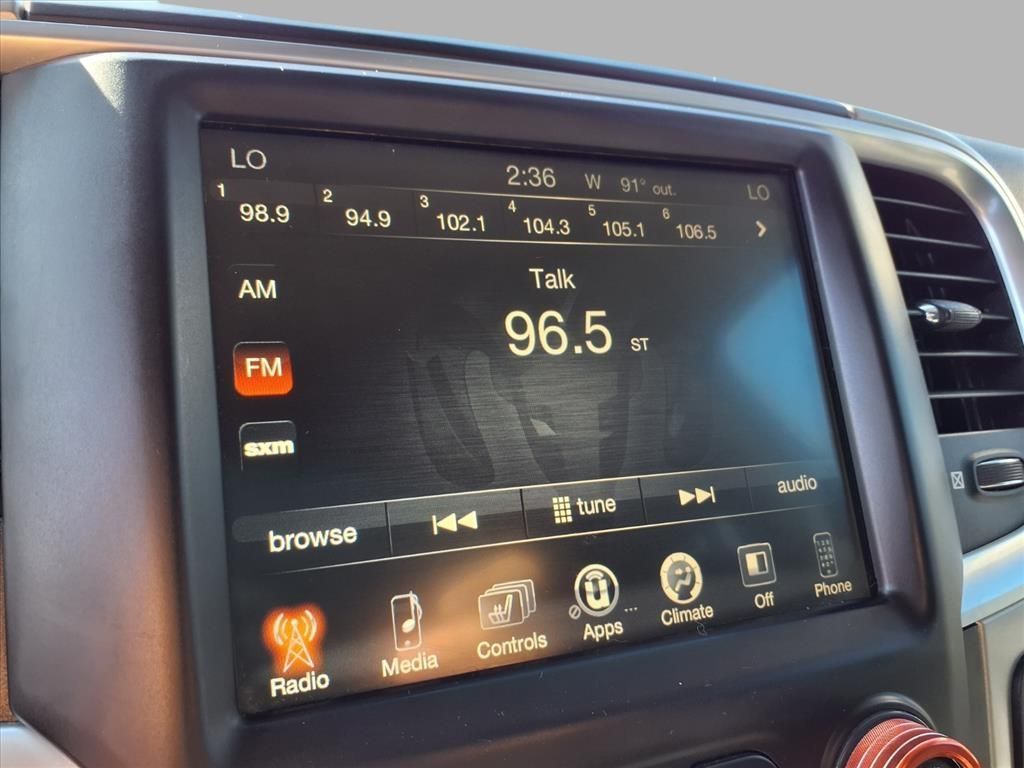 LO 2:36 W 91° out. LO
1 2 3 4 5 6
98.9 94.9 102.1 104.3 105.1 106.5
Talk
AM
96.5 ST
FM
sxm
browse tune audio
Radio Media Controls Apps ... Climate Off Phone